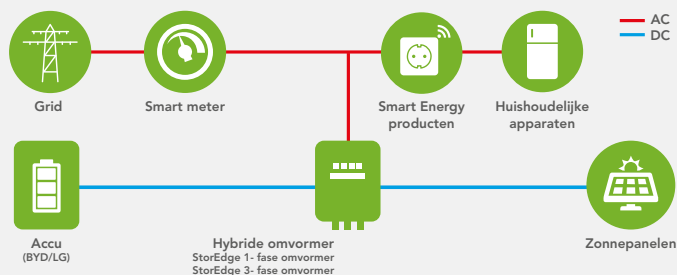 AC
DC
Grid
Smart meter
Smart Energy
producten
Huishoudelijke
apparaten
Accu
(BYD/LG)
Hybride omvormer
StorEdge 1- fase omvormer
StorEdge 3- fase omvormer
Zonnepanelen